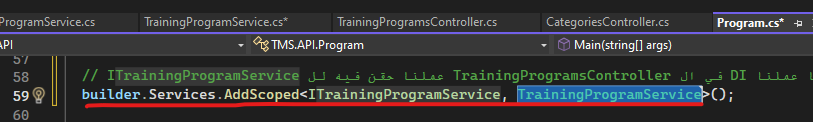 ProgramService.cs TrainingProgramService.cs* TrainingProgramsController.cs CategoriesController.cs Program.cs*
API TMS.API.Program Main(string[] args)
57
58 // ITrainingProgramService عملنا حقن فيه لل TrainingProgramsController في ال DI عملنا
59 builder.Services.AddScoped<ITrainingProgramService, TrainingProgramService>();
60